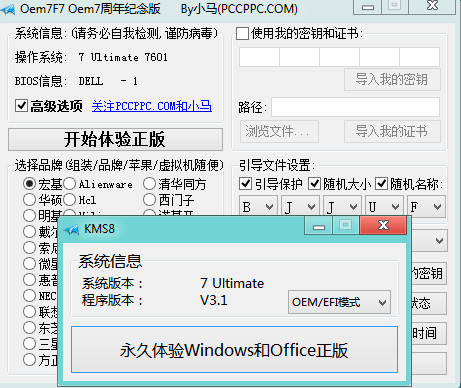 Oem7F7 Oem7周年纪念版 By小马(PCCPPC.COM)
系统信息: (请务必自我检测, 谨防病毒)
操作系统: 7 Ultimate 7601
BIOS信息: DELL - 1
高级选项 关注PCCPPC.COM和小马
开始体验正版
使用我的密钥和证书:
导入我的密钥
路径:
浏览文件... 导入我的证书
选择品牌(组装/品牌/苹果/虚拟机随便)
宏基 Alienware 清华同方
华硕 Hcl 西门子
明基
戴尔
索尼
微星
惠普
NEC
联想
东芝
三星
方正
引导文件设置:
引导保护 随机大小 随机名称:
B J J U F
的密钥
状态
时间
KMS8
系统信息
系统版本: 7 Ultimate
程序版本: V3.1
OEM/EFI模式
永久体验Windows和Office正版